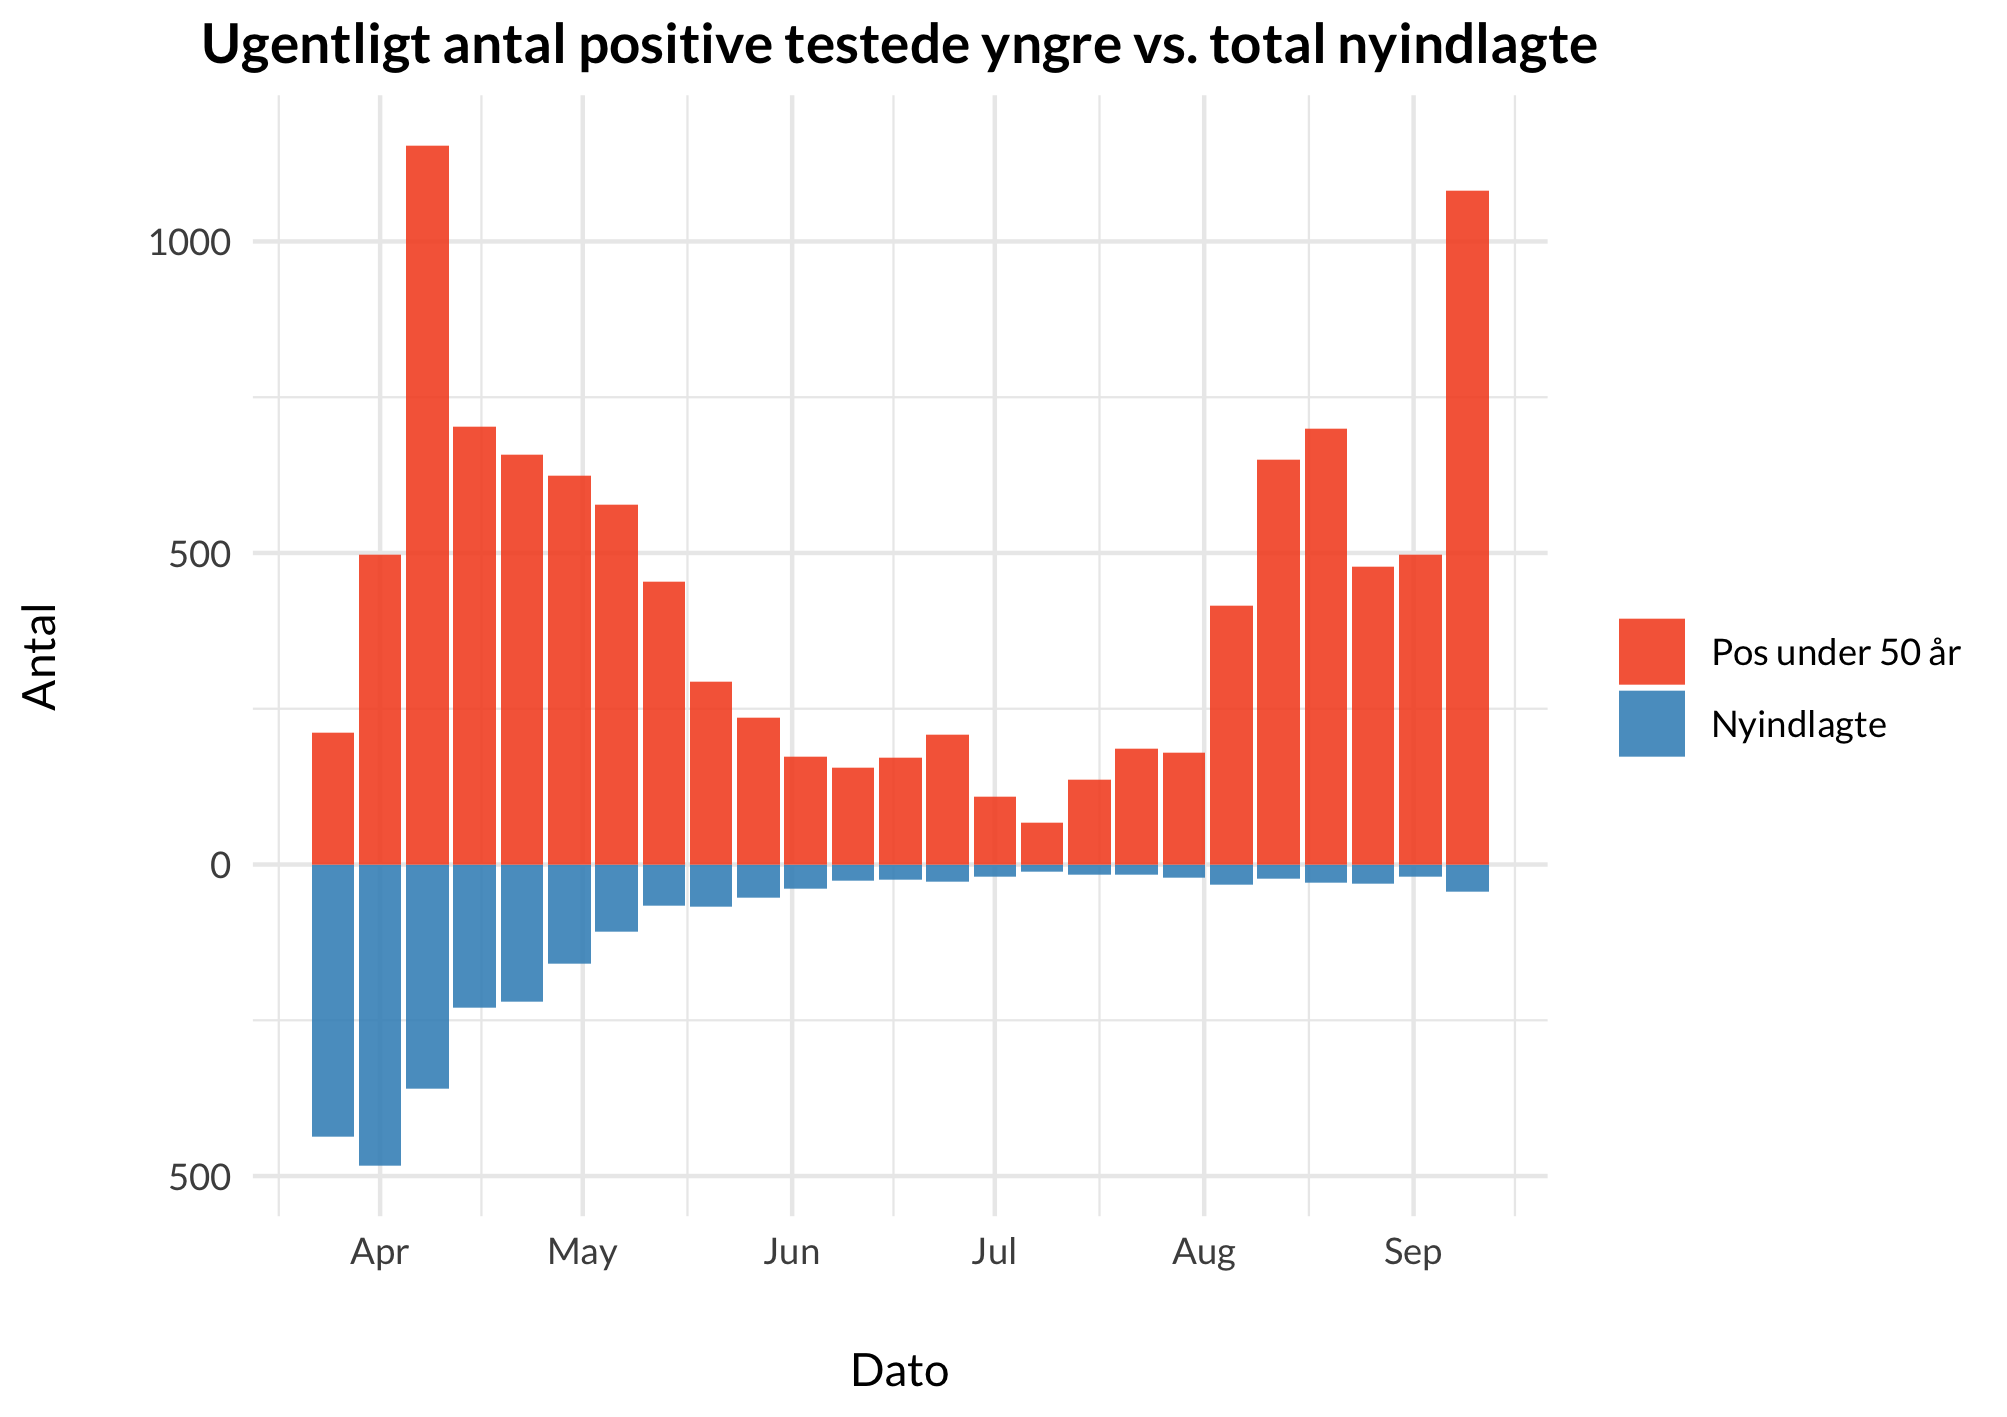 Ugentligt antal positive testede yngre vs. total nyindlagte
Antal
1000
500
0
500
Apr May Jun Jul Aug Sep
Dato
Pos under 50 år
Nyindlagte